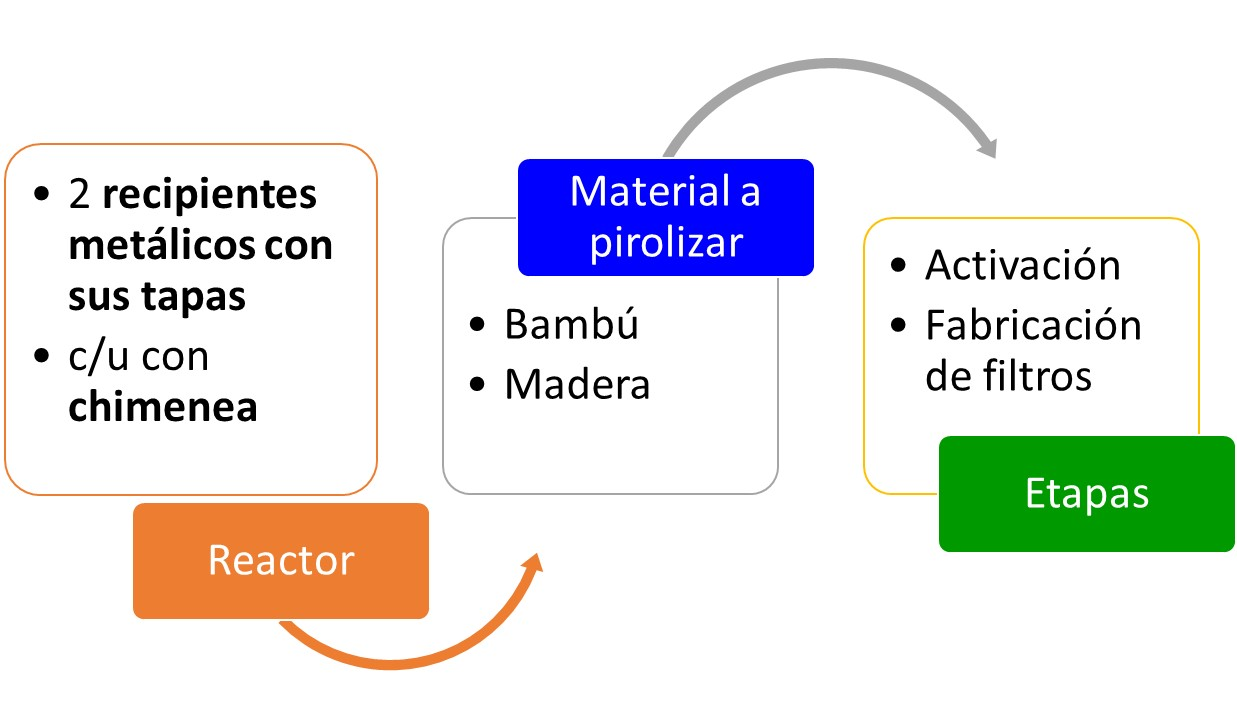 • 2 recipientes
metálicos con
sus tapas
• c/u con
chimenea
Reactor
Material a
pirolizar
• Bambú
• Madera
• Activación
• Fabricación
de filtros
Etapas